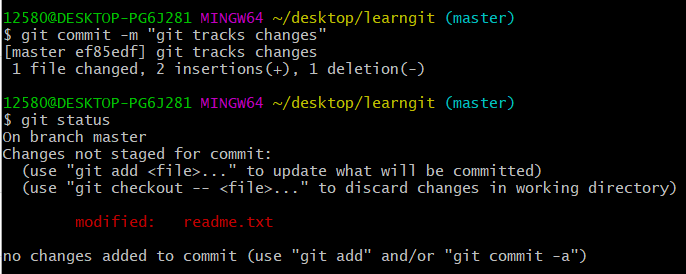 12580@DESKTOP-PG6J281 MINGW64 ~/desktop/learngit (master)
$ git commit -m "git tracks changes"
[master ef85edf] git tracks changes
 1 file changed, 2 insertions(+), 1 deletion(-)

12580@DESKTOP-PG6J281 MINGW64 ~/desktop/learngit (master)
$ git status
On branch master
Changes not staged for commit:
  (use "git add <file>..." to update what will be committed)
  (use "git checkout -- <file>..." to discard changes in working directory)

        modified:   readme.txt

no changes added to commit (use "git add" and/or "git commit -a")